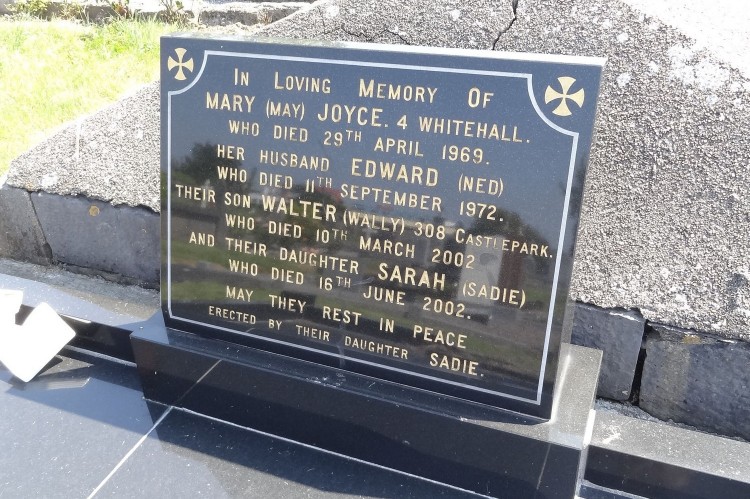 In Loving Memory Of
MARY (MAY) JOYCE. 4 WHITEHALL.
WHO DIED 29TH APRIL 1969.
HER HUSBAND EDWARD (NED)
WHO DIED 11TH SEPTEMBER 1972.
THEIR SON WALTER (WALLY) 308 CASTLEPARK.
WHO DIED 10TH MARCH 2002
AND THEIR DAUGHTER SARAH (SADIE)
WHO DIED 16TH JUNE 2002.
MAY THEY REST IN PEACE
ERECTED BY THEIR DAUGHTER SADIE.